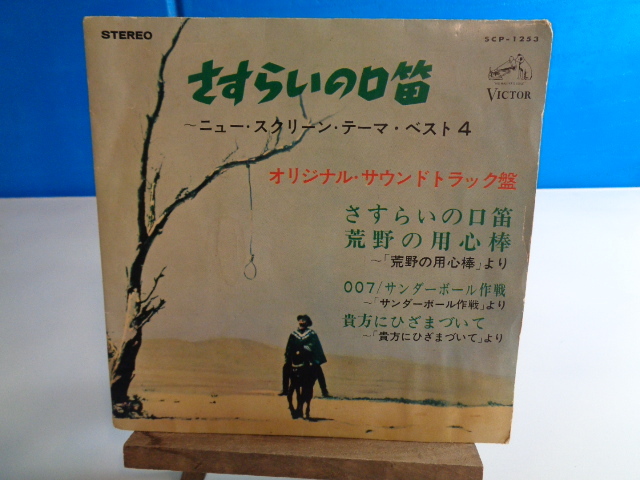 STEREO
SCP-1253
さすらいの口笛
VICTOR
～ニュー・スクリーン・テーマ・ベスト4
オリジナル・サウンドトラック盤
さすらいの口笛
荒野の用心棒
～「荒野の用心棒」より
007/サンダーボール作戦
～「サンダーボール作戦」より
貴方にひざまづいて
～「貴方にひざまづいて」より